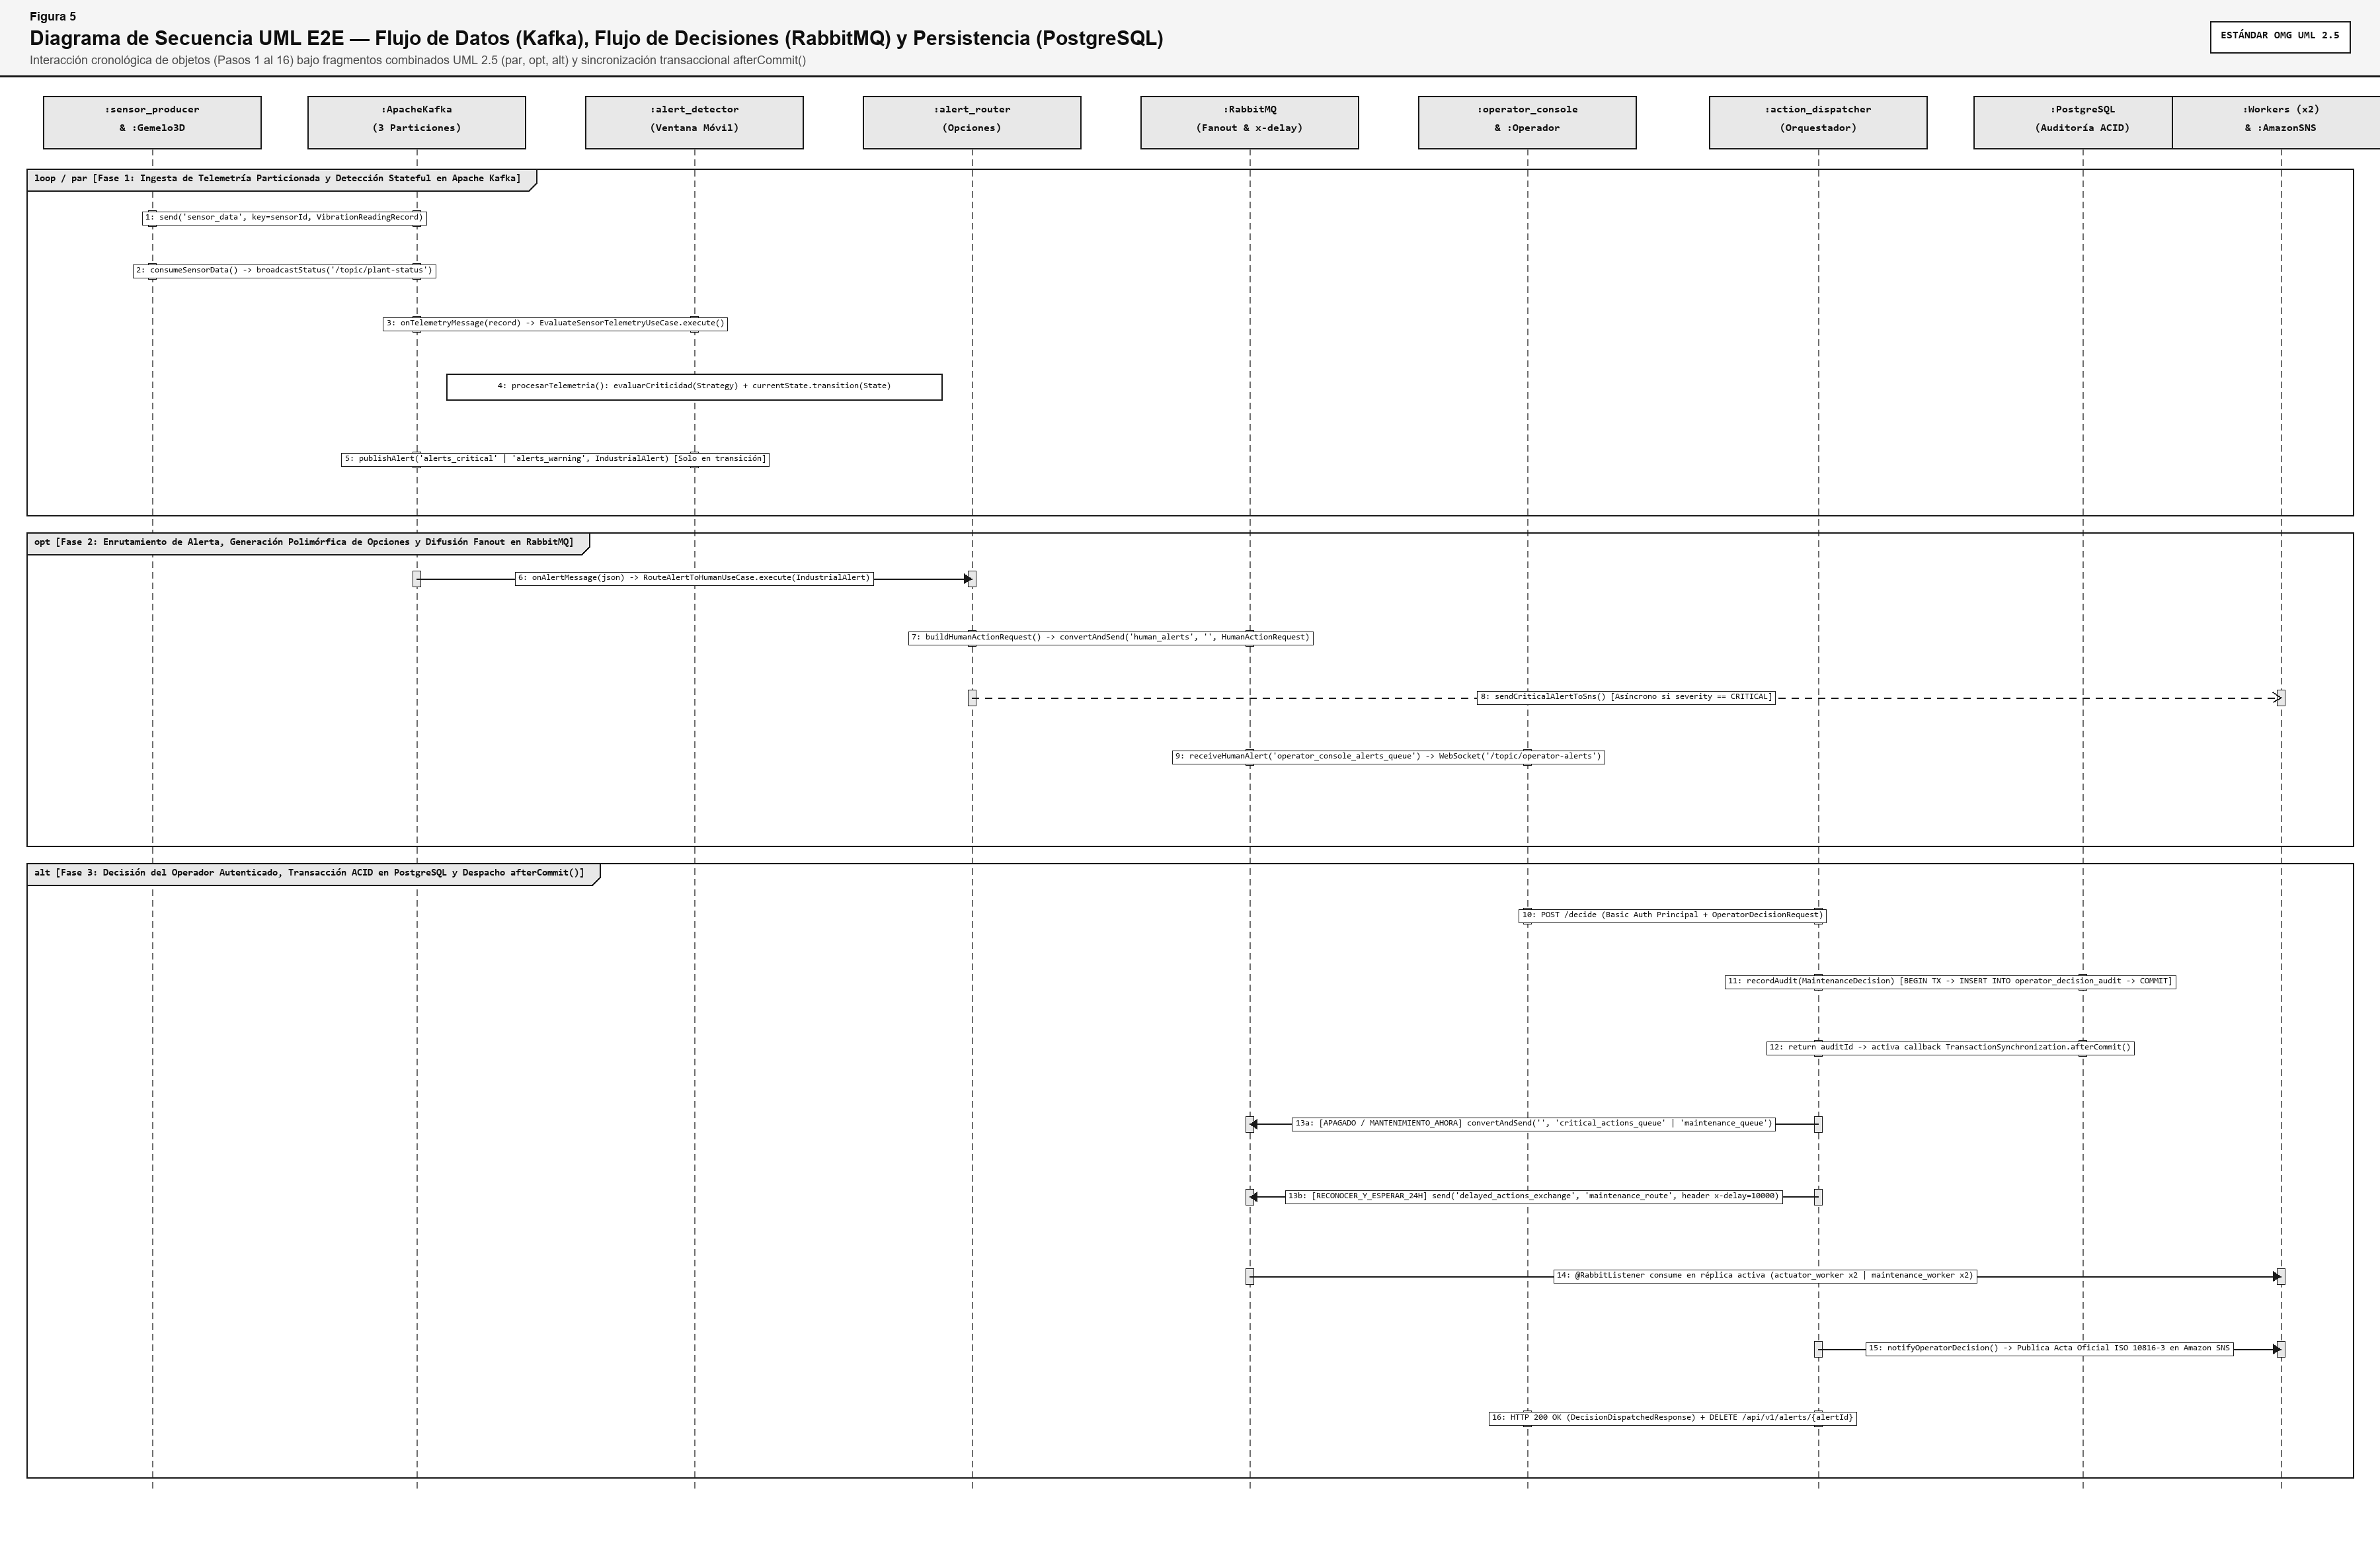 Figura 5
Diagrama de Secuencia UML E2E — Flujo de Datos (Kafka), Flujo de Decisiones (RabbitMQ) y Persistencia (PostgreSQL)
Interacción cronológica de objetos (Pasos 1 al 16) bajo fragmentos combinados UML 2.5 (par, opt, alt) y sincronización transaccional afterCommit()
ESTÁNDAR OMG UML 2.5
:sensor_producer
& :Gemelo3D
:ApacheKafka
(3 Particiones)
:alert_detector
(Ventana Móvil)
:alert_router
(Opciones)
:RabbitMQ
(Fanout & x-delay)
:operator_console
& :Operador
:action_dispatcher
(Orquestador)
:PostgreSQL
(Auditoría ACID)
:Workers (x2)
& :AmazonSNS
loop / par [Fase 1: Ingesta de Telemetría Particionada y Detección Stateful en Apache Kafka]
1: send('sensor_data', key=sensorId, VibrationReadingRecord)
2: consumeSensorData() -> broadcastStatus('/topic/plant-status')
3: onTelemetryMessage(record) -> EvaluateSensorTelemetryUseCase.execute()
4: procesarTelemetria(): evaluarCriticidad(Strategy) + currentState.transition(State)
5: publishAlert('alerts_critical' | 'alerts_warning', IndustrialAlert) [Solo en transición]
opt [Fase 2: Enrutamiento de Alerta, Generación Polimórfica de Opciones y Difusión Fanout en RabbitMQ]
6: onAlertMessage(json) -> RouteAlertToHumanUseCase.execute(IndustrialAlert)
7: buildHumanActionRequest() -> convertAndSend('human_alerts', '', HumanActionRequest)
8: sendCriticalAlertToSns() [Asíncrono si severity == CRITICAL]
9: receiveHumanAlert('operator_console_alerts_queue') -> WebSocket('/topic/operator-alerts')
alt [Fase 3: Decisión del Operador Autenticado, Transacción ACID en PostgreSQL y Despacho afterCommit()]
10: POST /decide (Basic Auth Principal + OperatorDecisionRequest)
11: recordAudit(MaintenanceDecision) [BEGIN TX -> INSERT INTO operator_decision_audit -> COMMIT]
12: return auditId -> activa callback TransactionSynchronization.afterCommit()
13a: [APAGADO / MANTENIMIENTO_AHORA] convertAndSend('', 'critical_actions_queue' | 'maintenance_queue')
13b: [RECONOCER_Y_ESPERAR_24H] send('delayed_actions_exchange', 'maintenance_route', header x-delay=10000)
14: @RabbitListener consume en réplica activa (actuator_worker x2 | maintenance_worker x2)
15: notifyOperatorDecision() -> Publica Acta Oficial ISO 10816-3 en Amazon SNS
16: HTTP 200 OK (DecisionDispatchedResponse) + DELETE /api/v1/alerts/{alertId}